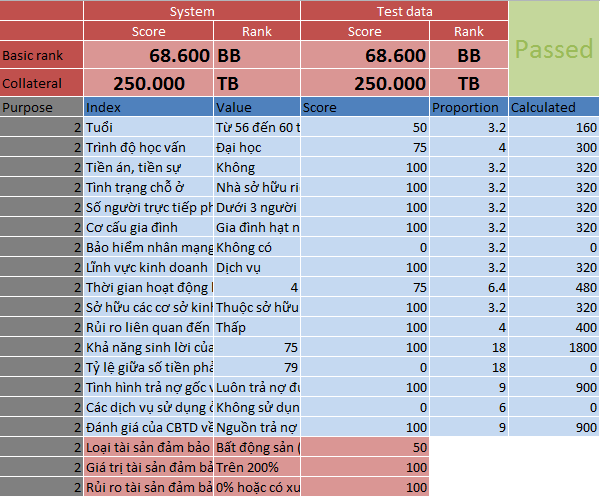 System Test data
Score Rank Score Rank Passed
Basic rank 68.600 BB 68.600 BB
Collateral 250.000 TB 250.000 TB
Purpose Index Value Score Proportion Calculated
2 Tuổi Từ 56 đến 60 t 50 3.2 160
2 Trình độ học vấn Đại học 75 4 300
2 Tiền án, tiền sự Không 100 3.2 320
2 Tình trạng chỗ ở Nhà sở hữu ri 100 3.2 320
2 Số người trực tiếp ph Dưới 3 người 100 3.2 320
2 Cơ cấu gia đình Gia đình hạt n 100 3.2 320
2 Bảo hiểm nhân mạng Không có 0 3.2 0
2 Lĩnh vực kinh doanh Dịch vụ 100 3.2 320
2 Thời gian hoạt động l 4 75 6.4 480
2 Sở hữu các cơ sở kinh Thuộc sở hữu 100 3.2 320
2 Rủi ro liên quan đến Thấp 100 4 400
2 Khả năng sinh lời của 75 100 18 1800
2 Tỷ lệ giữa số tiền phả 79 0 18 0
2 Tình hình trả nợ gốc v Luôn trả nợ đú 100 9 900
2 Các dịch vụ sử dụng ở Không sử dụn 0 6 0
2 Đánh giá của CBTD về Nguồn trả nợ 100 9 900
2 Loại tài sản đảm bảo Bất động sản ( 50
2 Giá trị tài sản đảm bả Trên 200% 100
2 Rủi ro tài sản đảm bả 0% hoặc có xu 100